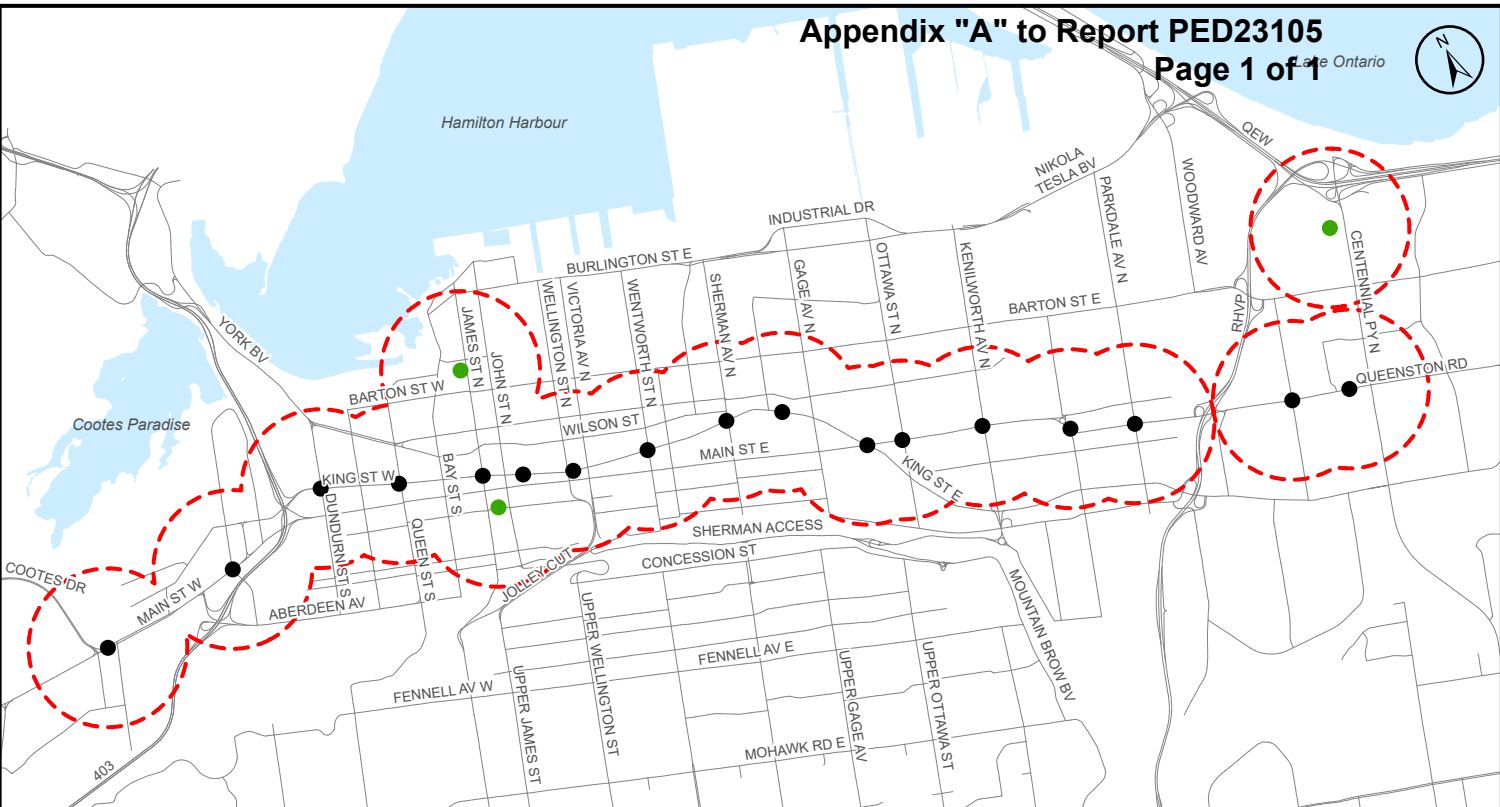 Appendix "A" to Report PED23105
Page 1 of 1
Lake Ontario
N
Hamilton Harbour
QEW
NIKOLA
TESLA BV
WOODWARD AV
PARKDALE AV N
INDUSTRIAL DR
CENTENNIAL PY N
BURLINGTON ST E
OTTAWA ST N
KENILWORTH AV N
GAGE AV N
SHERMAN AV N
WENTWORTH ST N
VICTORIA AV N
WELLINGTON ST N
BARTON ST E
RHVP
JAMES ST N
JOHN ST N
YORK BV
BARTON ST W
QUEENSTON RD
Cootes Paradise
WILSON ST
MAIN ST E
KING ST W
BAY ST S
KING ST E
DUNDURN ST S
QUEEN ST S
SHERMAN ACCESS
CONCESSION ST
JOLLEY CUT
COOTES DR
MAIN ST W
ABERDEEN AV
MOUNTAIN BROW BV
UPPER WELLINGTON ST
FENNELL AV E
UPPER GAGE AV
UPPER OTTAWA ST
FENNELL AV W
UPPER JAMES ST
MOHAWK RD E
403